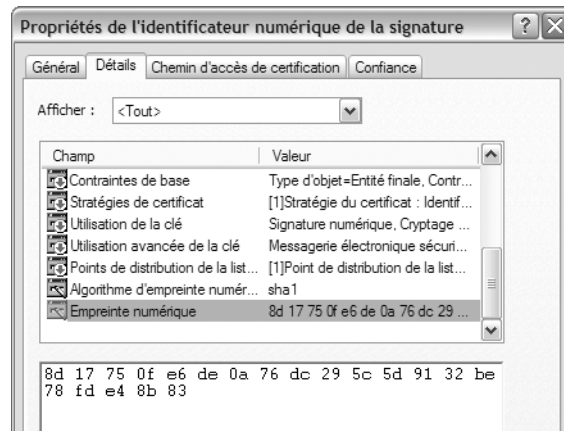 Propriétés de l'identificateur numérique de la signature
Général Détails Chemin d'accès de certification Confiance
Afficher : <Tout>
Champ Valeur
Contraintes de base Type d'objet=Entité finale, Contr...
Stratégies de certificat [1]Stratégie du certificat : Identif...
Utilisation de la clé Signature numérique, Cryptage ...
Utilisation avancée de la clé Messagerie électronique sécuri...
Points de distribution de la list... [1]Point de distribution de la list...
Algorithme d'empreinte numér... sha1
Empreinte numérique 8d 17 75 0f e6 de 0a 76 dc 29 ...
8d 17 75 0f e6 de 0a 76 dc 29 5c 5d 91 32 be
78 fd e4 8b 83